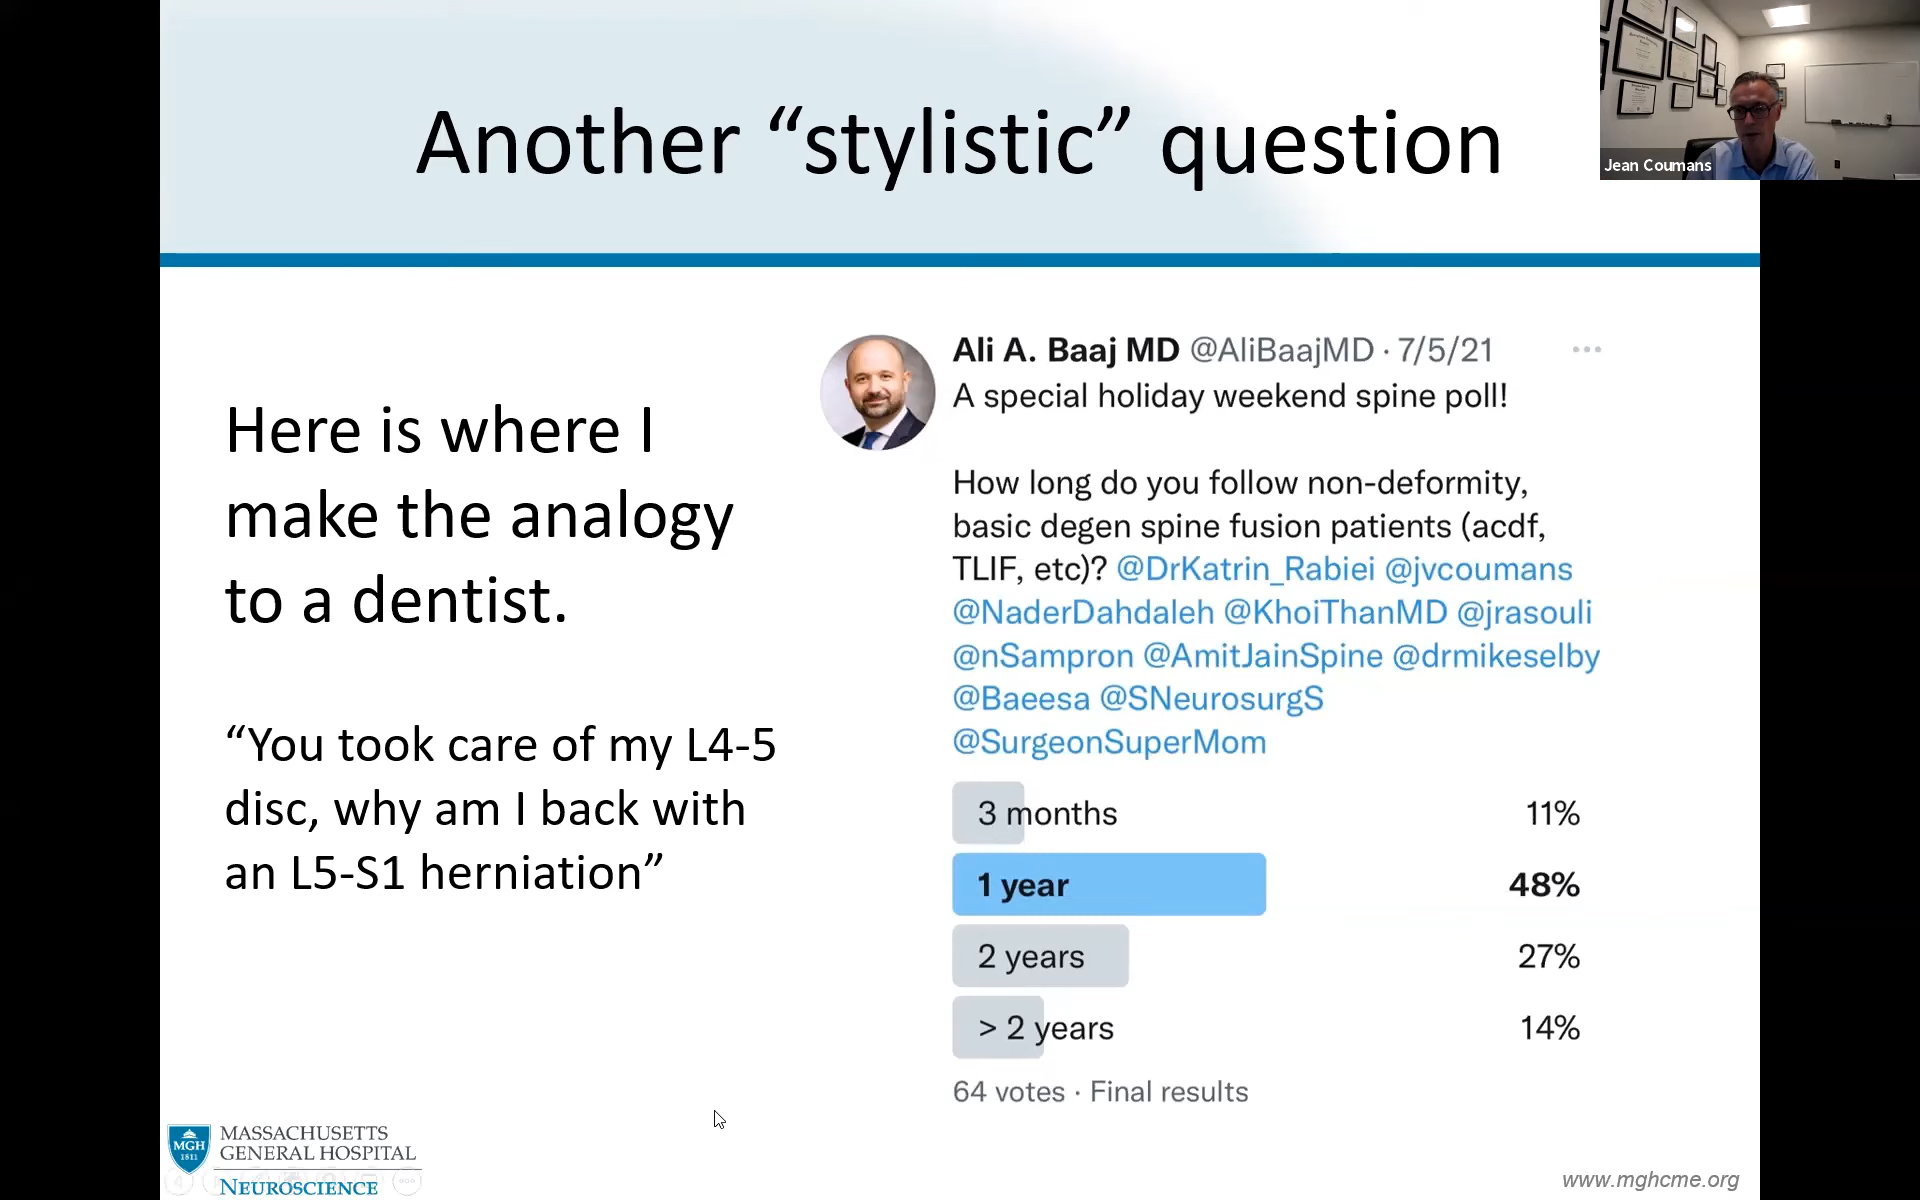 Another “stylistic” question
Jean Coumans
Here is where I
make the analogy
to a dentist.
“You took care of my L4-5
disc, why am I back with
an L5-S1 herniation”
Ali A. Baaj MD @AliBaajMD · 7/5/21
A special holiday weekend spine poll!
How long do you follow non-deformity,
basic degen spine fusion patients (acdf,
TLIF, etc)? @DrKatrin_Rabiei @jvcoumans
@NaderDahdaleh @KhoiThanMD @jrasouli
@nSampron @AmitJainSpine @drmikeselby
@Baeesa @SNeurosurgS
@SurgeonSuperMom
3 months 11%
1 year 48%
2 years 27%
> 2 years 14%
64 votes · Final results
MGH
1811
MASSACHUSETTS
GENERAL HOSPITAL
NEUROSCIENCE
www.mghcme.org